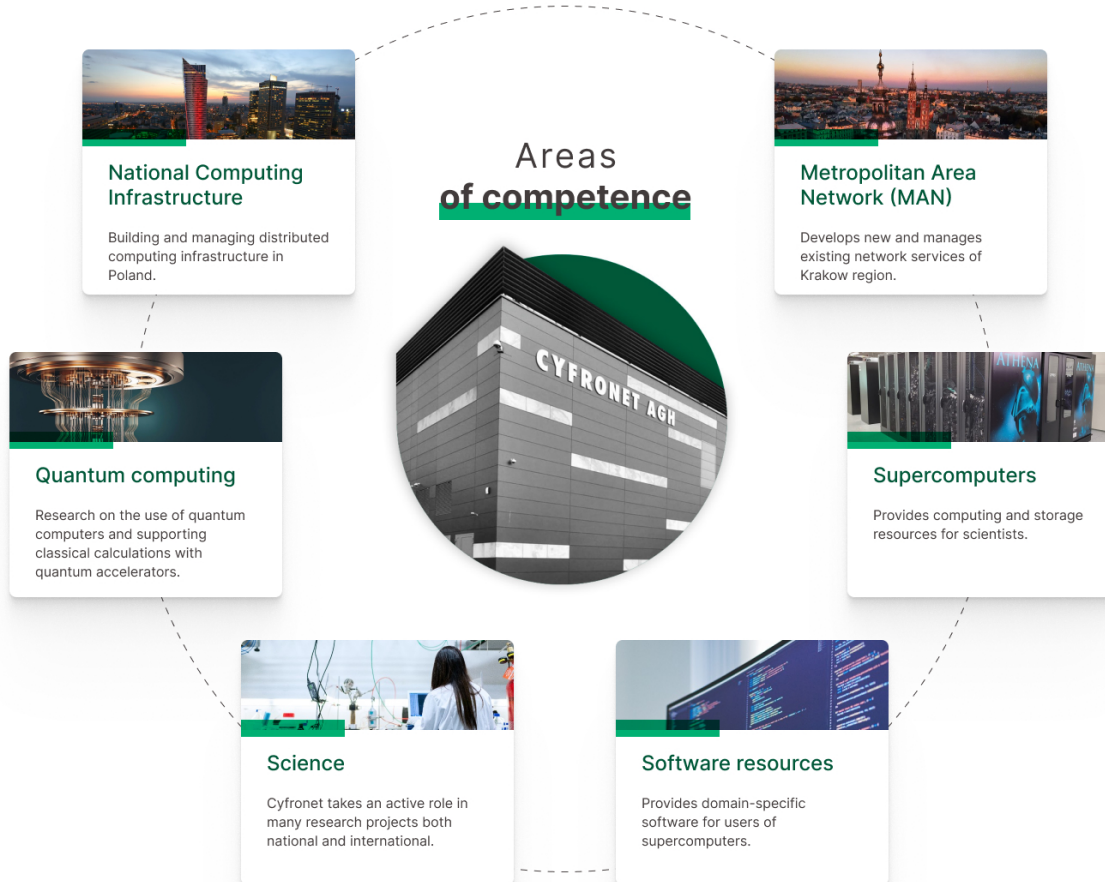 Areas
of competence
National Computing
Infrastructure
Building and managing distributed
computing infrastructure in
Poland.
Metropolitan Area
Network (MAN)
Develops new and manages
existing network services of
Krakow region.
CYFRONET AGH
Quantum computing
Research on the use of quantum
computers and supporting
classical calculations with
quantum accelerators.
ATHENA
Supercomputers
Provides computing and storage
resources for scientists.
Science
Cyfronet takes an active role in
many research projects both
national and international.
Software resources
Provides domain-specific
software for users of
supercomputers.